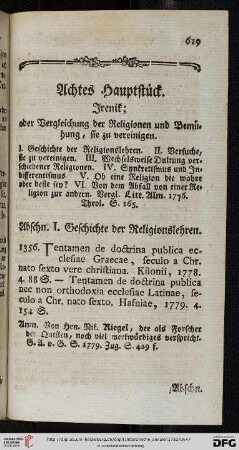 619
Achtes Hauptstück.
Irenik;
oder Vergleichung der Religionen und Bemü-
hung, sie zu vereinigen.
I. Geschichte der Religionslehren. II. Versuche,
sie zu vereinigen. III. Wechselsweise Duldung ver-
schiedener Religionen. IV. Synkretismus und In-
differentismus V. Ob eine Religion die wahre
oder beste sey? VI. Von dem Abfall von einer Re-
ligion zur andern. Vergl. Litt. Alm. 1776.
Theol. S. 165.
Abschn. I. Geschichte der Religionslehren.
1356. Tentamen de doctrina publica ec-
clesiae Graecae, seculo a Chr.
nato sexto vere christiana. Kilonii, 1778.
4. 88 S. — Tentamen de doctrina publica
nec non orthodoxia ecclesiae Latinae, se-
culo a Chr. nato sexto. Hafniae, 1779. 4.
154 S.
Anm. Von Hrn. Nik. Riegel, der als Forscher
der Quellen, noch viel merkwürdiges verspricht.
G. A. v. G. S. 1779. Zug. S. 429 f.
Abschn.